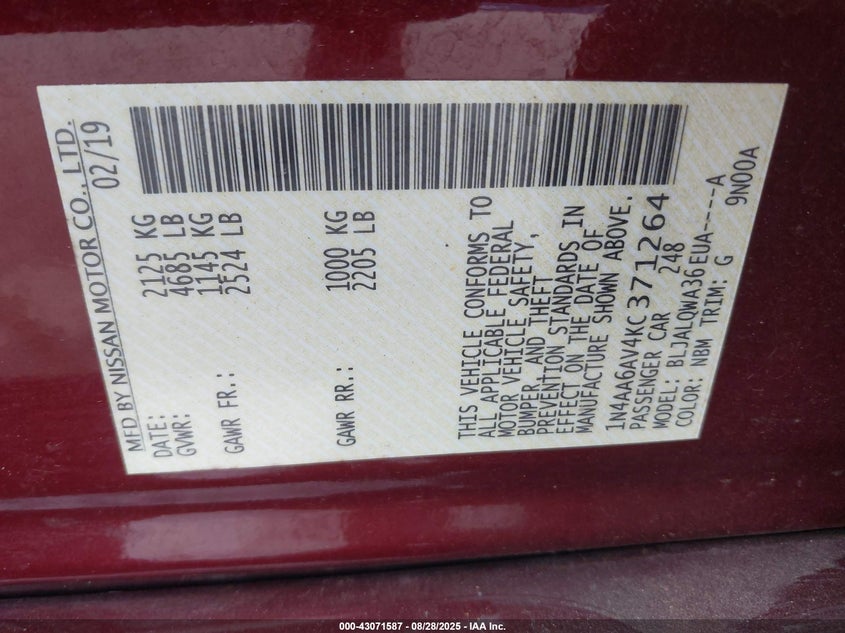 MFD BY NISSAN MOTOR CO., LTD.
DATE: 02/19
GVWR: 2125 KG
4685 LB
GAWR FR.: 1145 KG
2524 LB
GAWR RR.: 1000 KG
2205 LB
THIS VEHICLE CONFORMS TO
ALL APPLICABLE FEDERAL
MOTOR VEHICLE SAFETY,
BUMPER, AND THEFT
PREVENTION STANDARDS IN
EFFECT ON THE DATE OF
MANUFACTURE SHOWN ABOVE.
1N4AA6AV4KC371264
PASSENGER CAR 248
MODEL: BLJALQWA36EUA----A
COLOR: NBM TRIM: G 9N00A
000-43071587 - 08/28/2025 - IAA Inc.